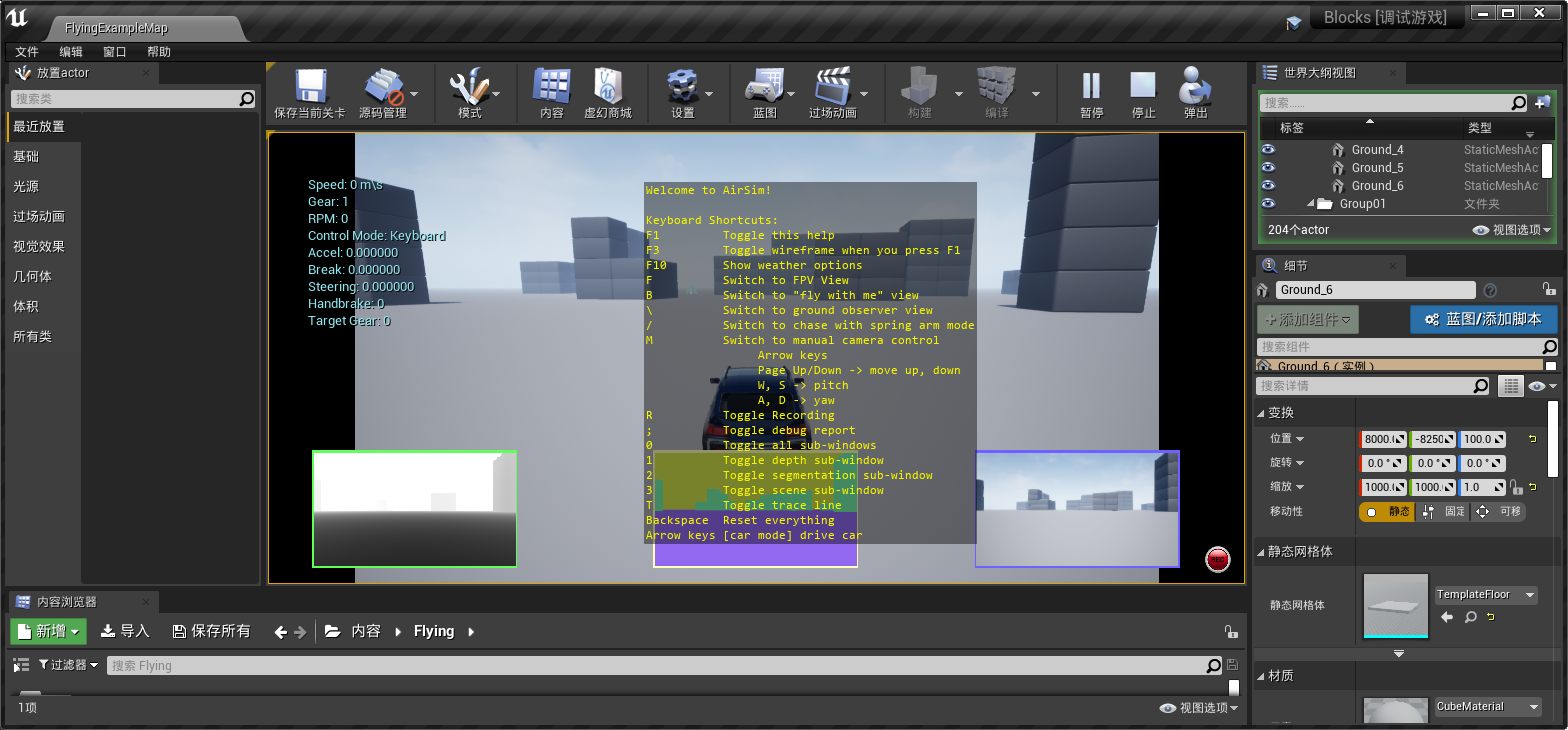 FlyingExampleMap
Blocks [调试游戏]
文件 编辑 窗口 帮助
放置actor
搜索类
最近放置
基础
光源
过场动画
视觉效果
几何体
体积
所有类
保存当前关卡 源码管理 模式 内容 虚幻商城 设置 蓝图 过场动画 构建 编译 暂停 停止 弹出
Speed: 0 m\s
Gear: 1
RPM: 0
Control Mode: Keyboard
Accel: 0.000000
Break: 0.000000
Steering: 0.000000
Handbrake: 0
Target Gear: 0
Welcome to AirSim!
Keyboard Shortcuts:
F1 Toggle this help
F3 Toggle wireframe when you press F1
F10 Show weather options
F Switch to FPV View
B Switch to "fly with me" view
\ Switch to ground observer view
/ Switch to chase with spring arm mode
M Switch to manual camera control
Arrow keys
Page Up/Down -> move up, down
W, S -> pitch
A, D -> yaw
R Toggle Recording
; Toggle debug report
0 Toggle all sub-windows
1 Toggle depth sub-window
2 Toggle segmentation sub-window
3 Toggle scene sub-window
T Toggle trace line
Backspace Reset everything
Arrow keys [car mode] drive car
世界大纲视图
搜索......
标签 类型
Ground_4 StaticMeshAc
Ground_5 StaticMeshAc
Ground_6 StaticMeshAc
Group01 文件夹
204个actor 视图选项
细节
Ground_6
+添加组件 蓝图/添加脚本
搜索组件
Ground_6（实例）
搜索详情
变换
位置 8000.0 -8250 100.0
旋转 0.0° 0.0° 0.0°
缩放 1000. 1000. 1.0
移动性 静态 固定 可移
静态网格体
静态网格体 TemplateFloor
材质
CubeMaterial
内容浏览器
新增 导入 保存所有 内容 Flying
过滤器 搜索 Flying
1项 视图选项